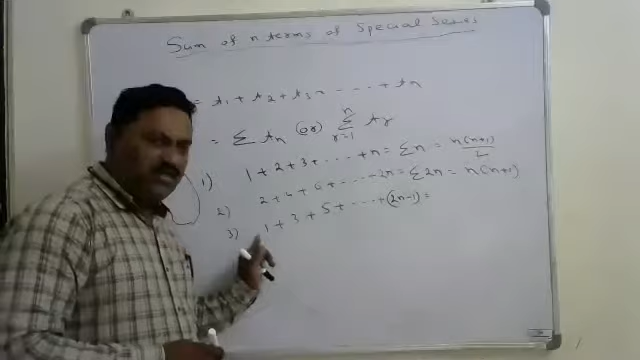 Sum of n terms of Special Series
= t1 + t2 + t3 + ---- + tn
= Σ tn (or) n Σ r=1 tr
1) 1 + 2 + 3 + ---- + n = Σn = n(n+1)/2
2) 2 + 4 + 6 + ---- 2n = Σ2n = n(n+1)
3) 1 + 3 + 5 + ---- + (2n-1) =